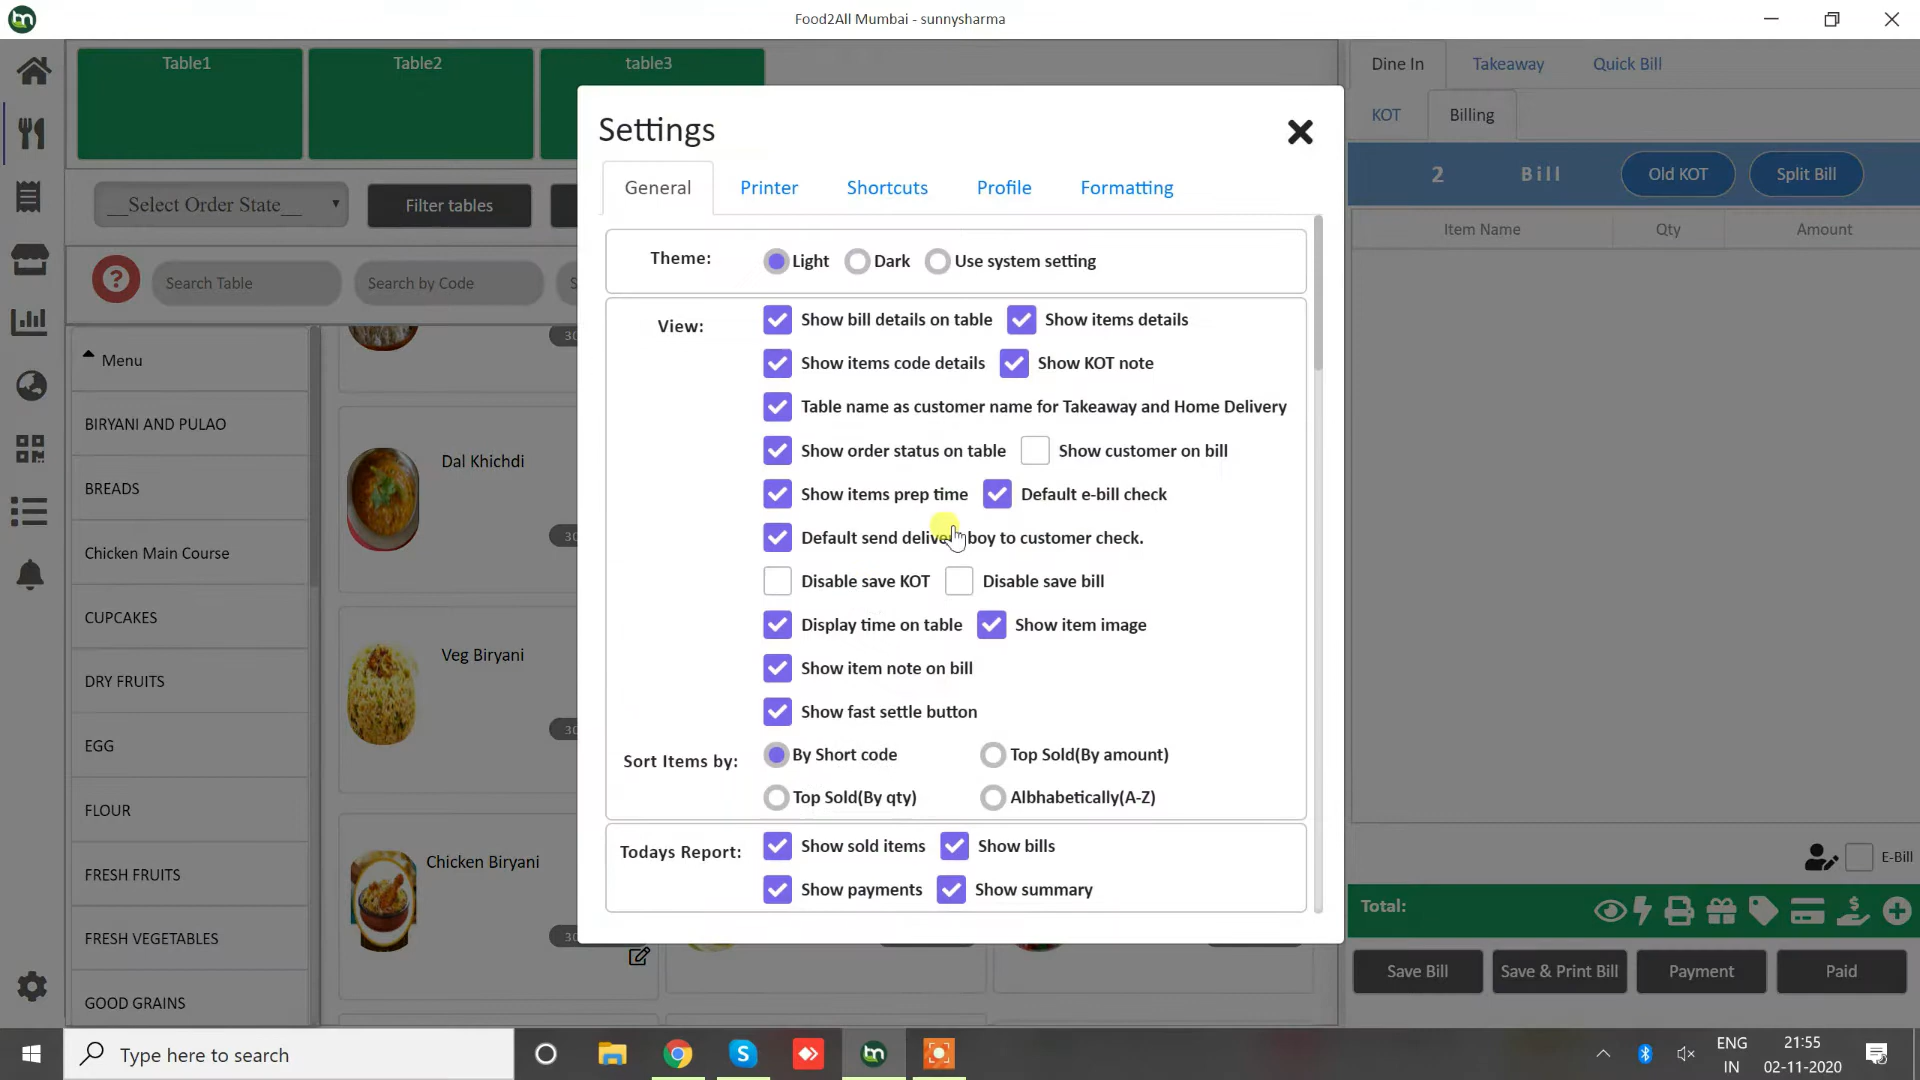 Food2All Mumbai - sunnysharma
Table1
Table2
table3
Dine In
Takeaway
Quick Bill
KOT
Billing
2
Bill
Old KOT
Split Bill
Item Name
Qty
Amount
__Select Order State__
Filter tables
?
Search Table
Search by Code
S
Menu
BIRYANI AND PULAO
BREADS
Chicken Main Course
CUPCAKES
DRY FRUITS
EGG
FLOUR
FRESH FRUITS
FRESH VEGETABLES
GOOD GRAINS
30
Dal Khichdi
30
Veg Biryani
30
Chicken Biryani
30
Settings
General
Printer
Shortcuts
Profile
Formatting
Theme:
Light
Dark
Use system setting
View:
Show bill details on table
Show items details
Show items code details
Show KOT note
Table name as customer name for Takeaway and Home Delivery
Show order status on table
Show customer on bill
Show items prep time
Default e-bill check
Default send delivery boy to customer check.
Disable save KOT
Disable save bill
Display time on table
Show item image
Show item note on bill
Show fast settle button
Sort Items by:
By Short code
Top Sold(By amount)
Top Sold(By qty)
Albhabetically(A-Z)
Todays Report:
Show sold items
Show bills
Show payments
Show summary
E-Bill
Total:
Save Bill
Save & Print Bill
Payment
Paid
Type here to search
ENG
IN
21:55
02-11-2020